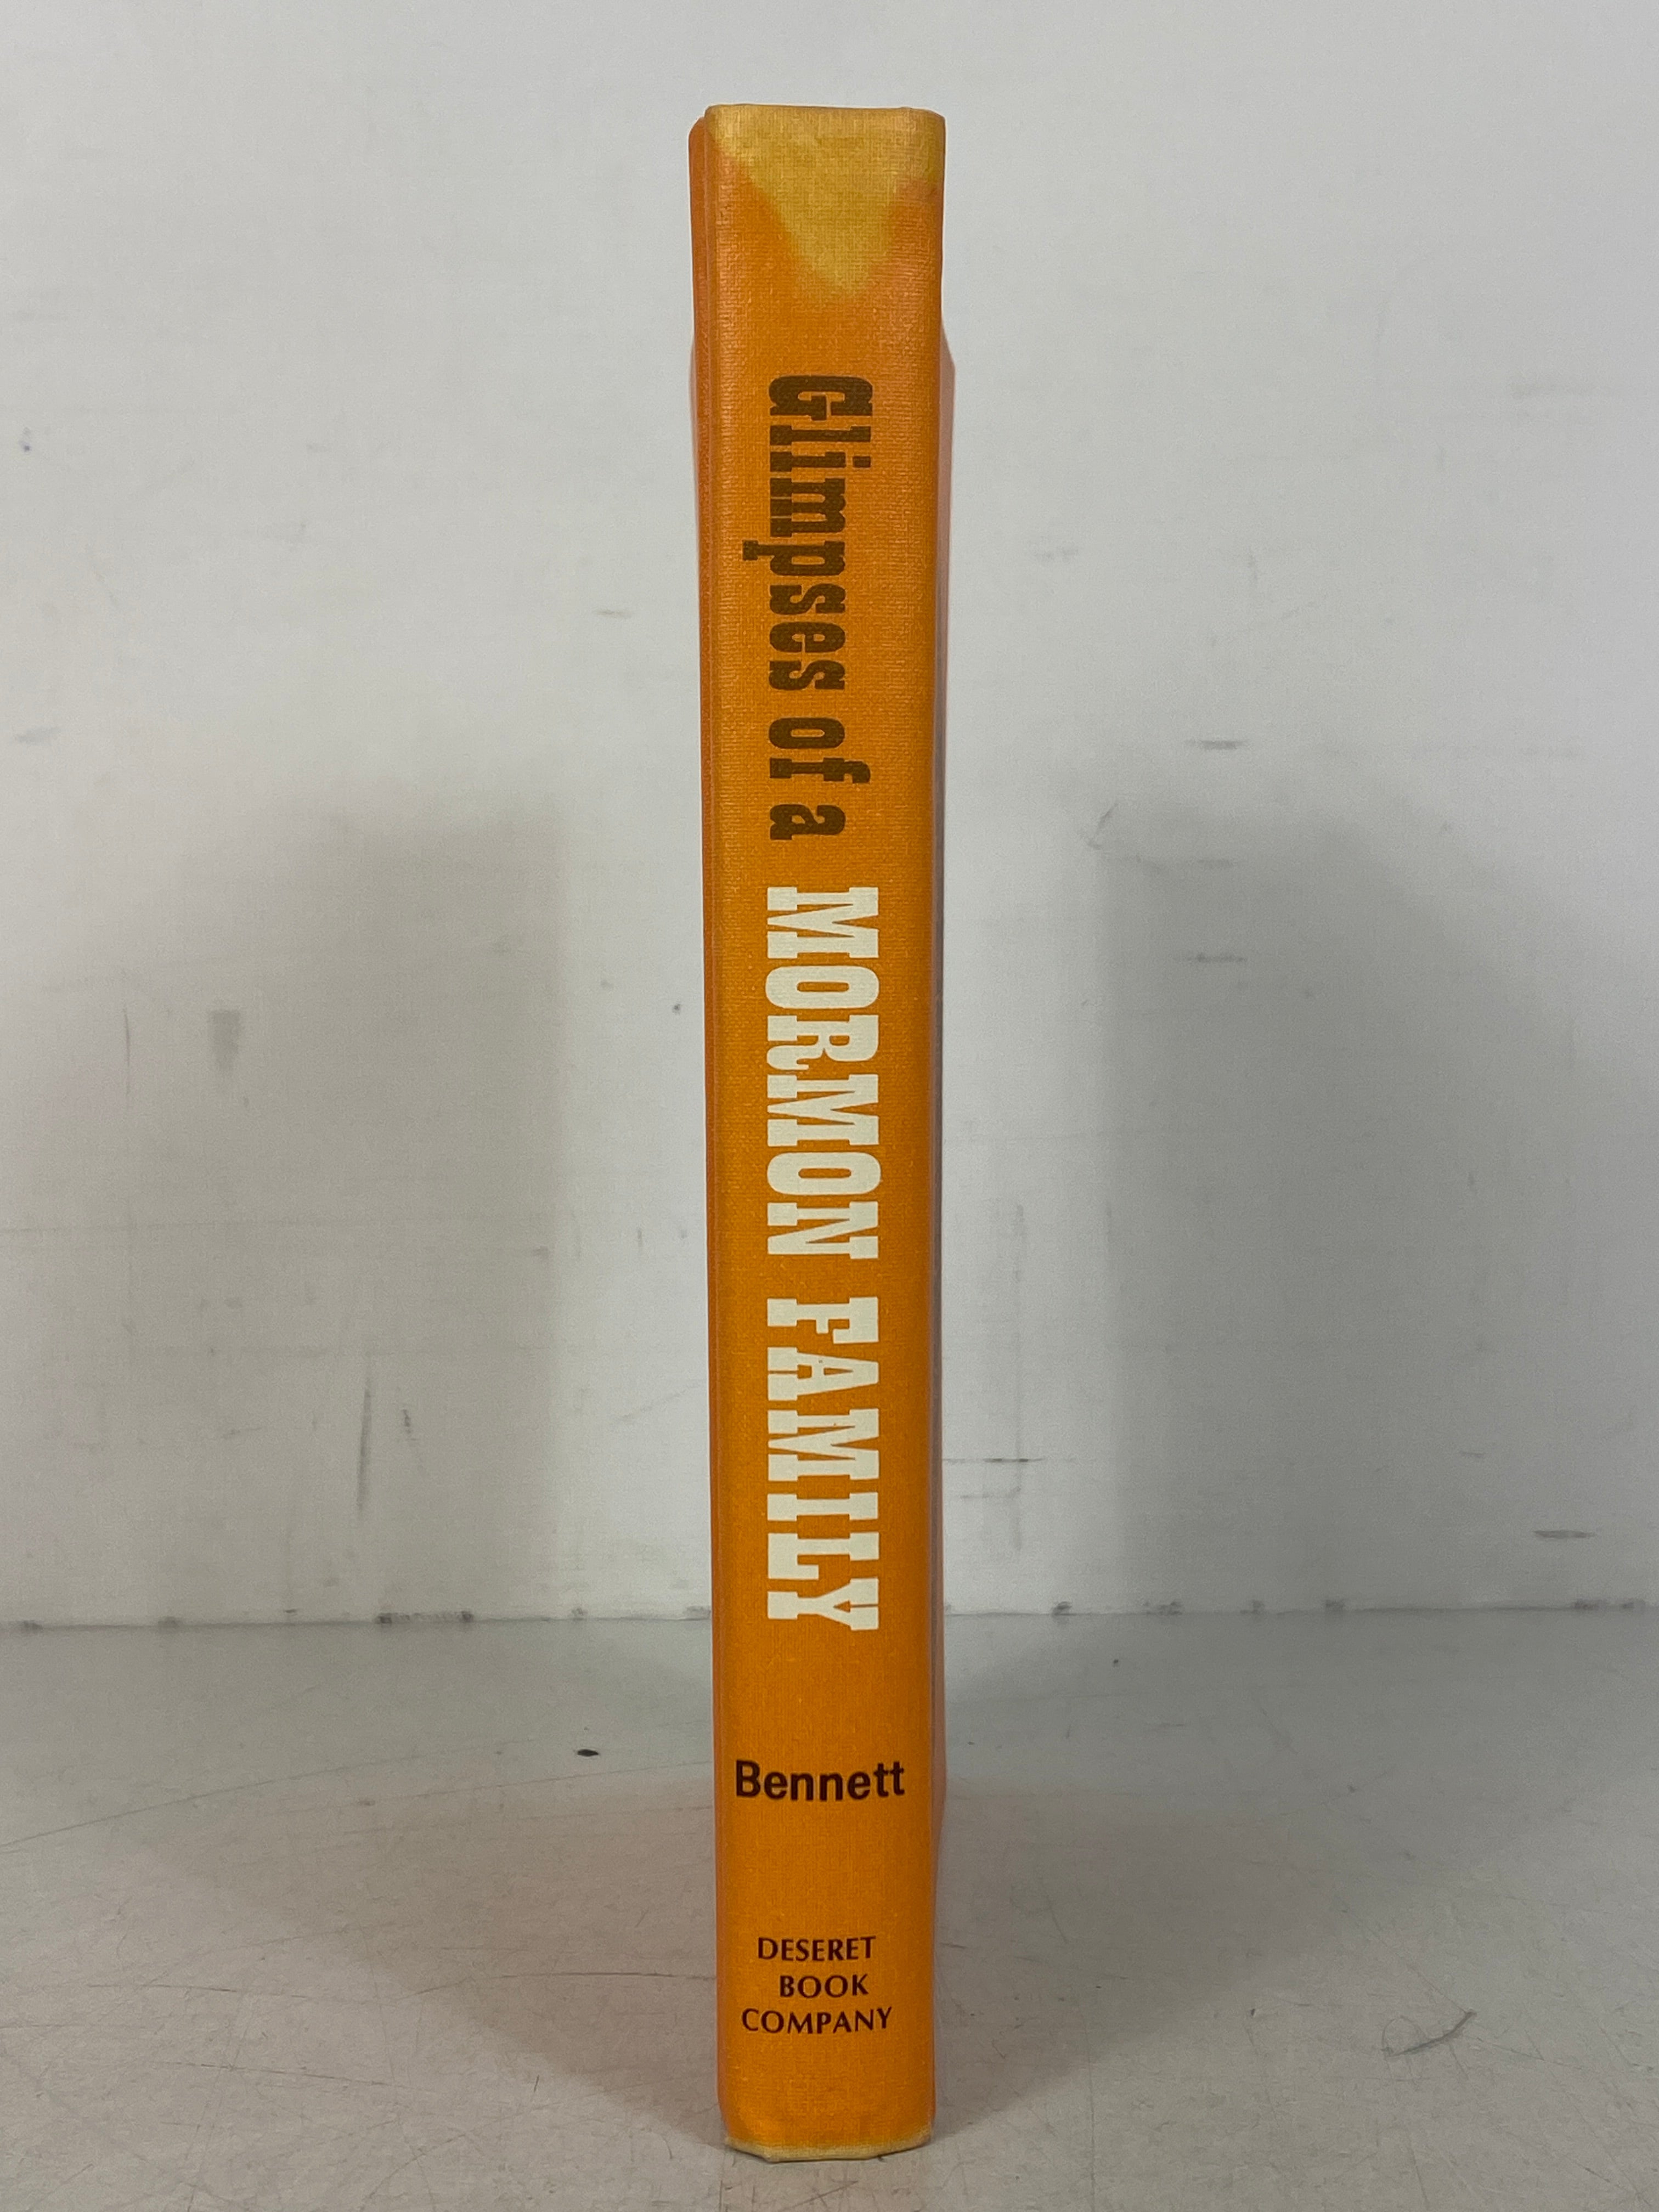 Glimpses of a MORMON FAMILY
Bennett
DESERET
BOOK
COMPANY